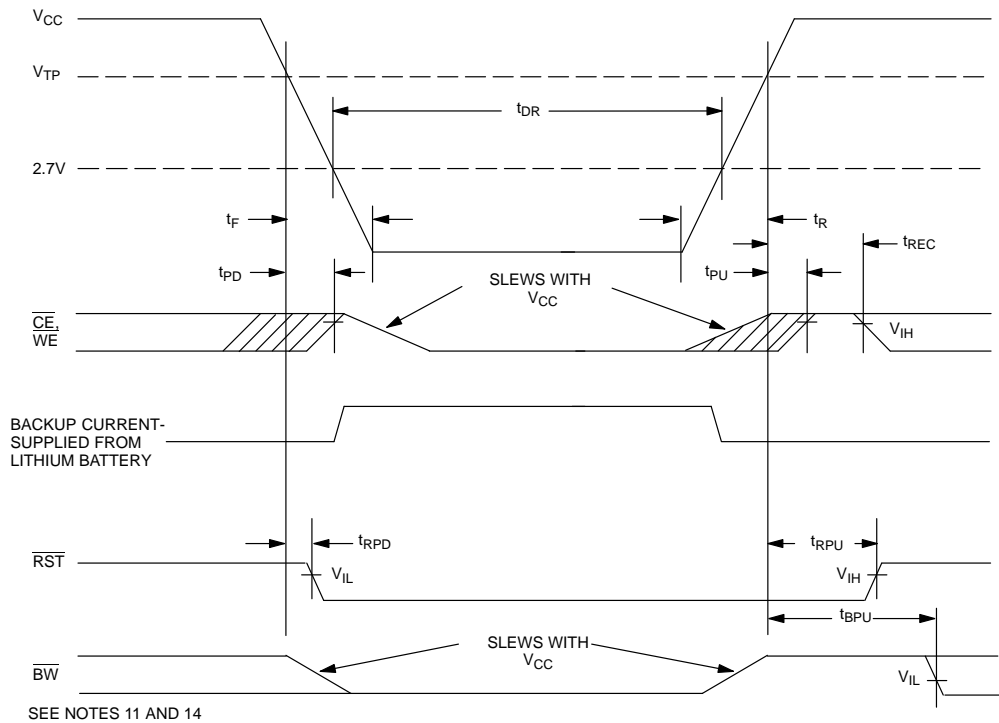 VCC
VTP
tDR
2.7V
tF
tR
tREC
tPD
tPU
SLEWS WITH
VCC
CE,
WE
VIH
BACKUP CURRENT-
SUPPLIED FROM
LITHIUM BATTERY
tRPD
tRPU
RST
VIL
VIH
tBPU
SLEWS WITH
VCC
BW
VIL
SEE NOTES 11 AND 14